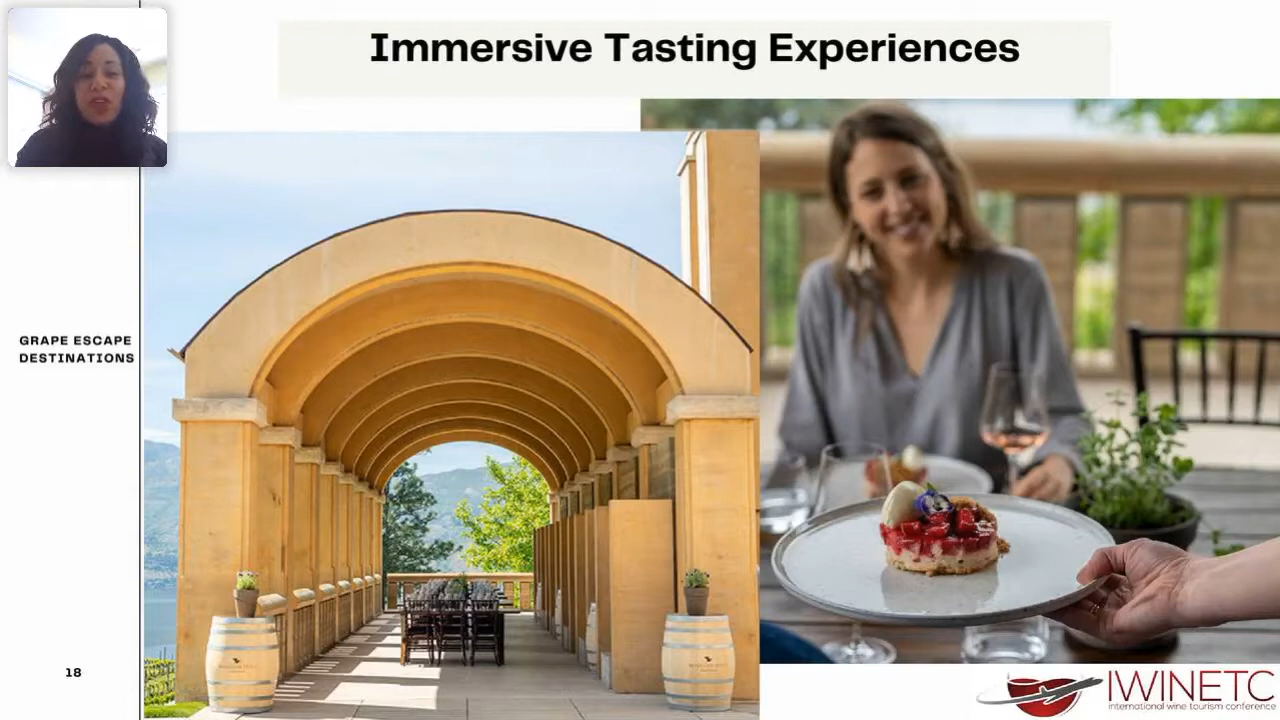 Immersive Tasting Experiences
GRAPE ESCAPE
DESTINATIONS
18
IWINETC
international wine tourism conference